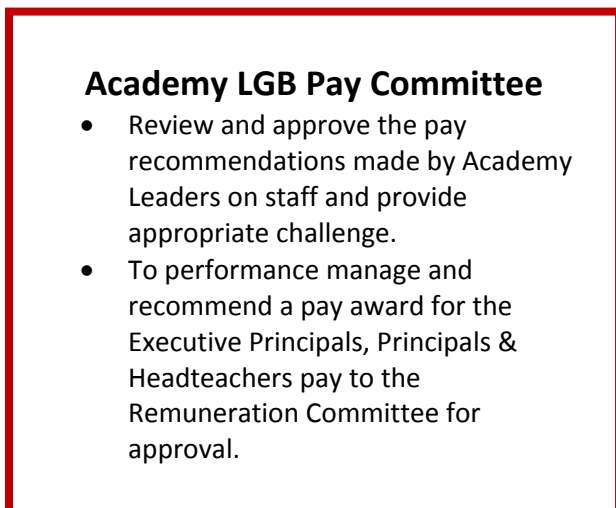 Academy LGB Pay Committee
• Review and approve the pay
recommendations made by Academy
Leaders on staff and provide
appropriate challenge.
• To performance manage and
recommend a pay award for the
Executive Principals, Principals &
Headteachers pay to the
Remuneration Committee for
approval.